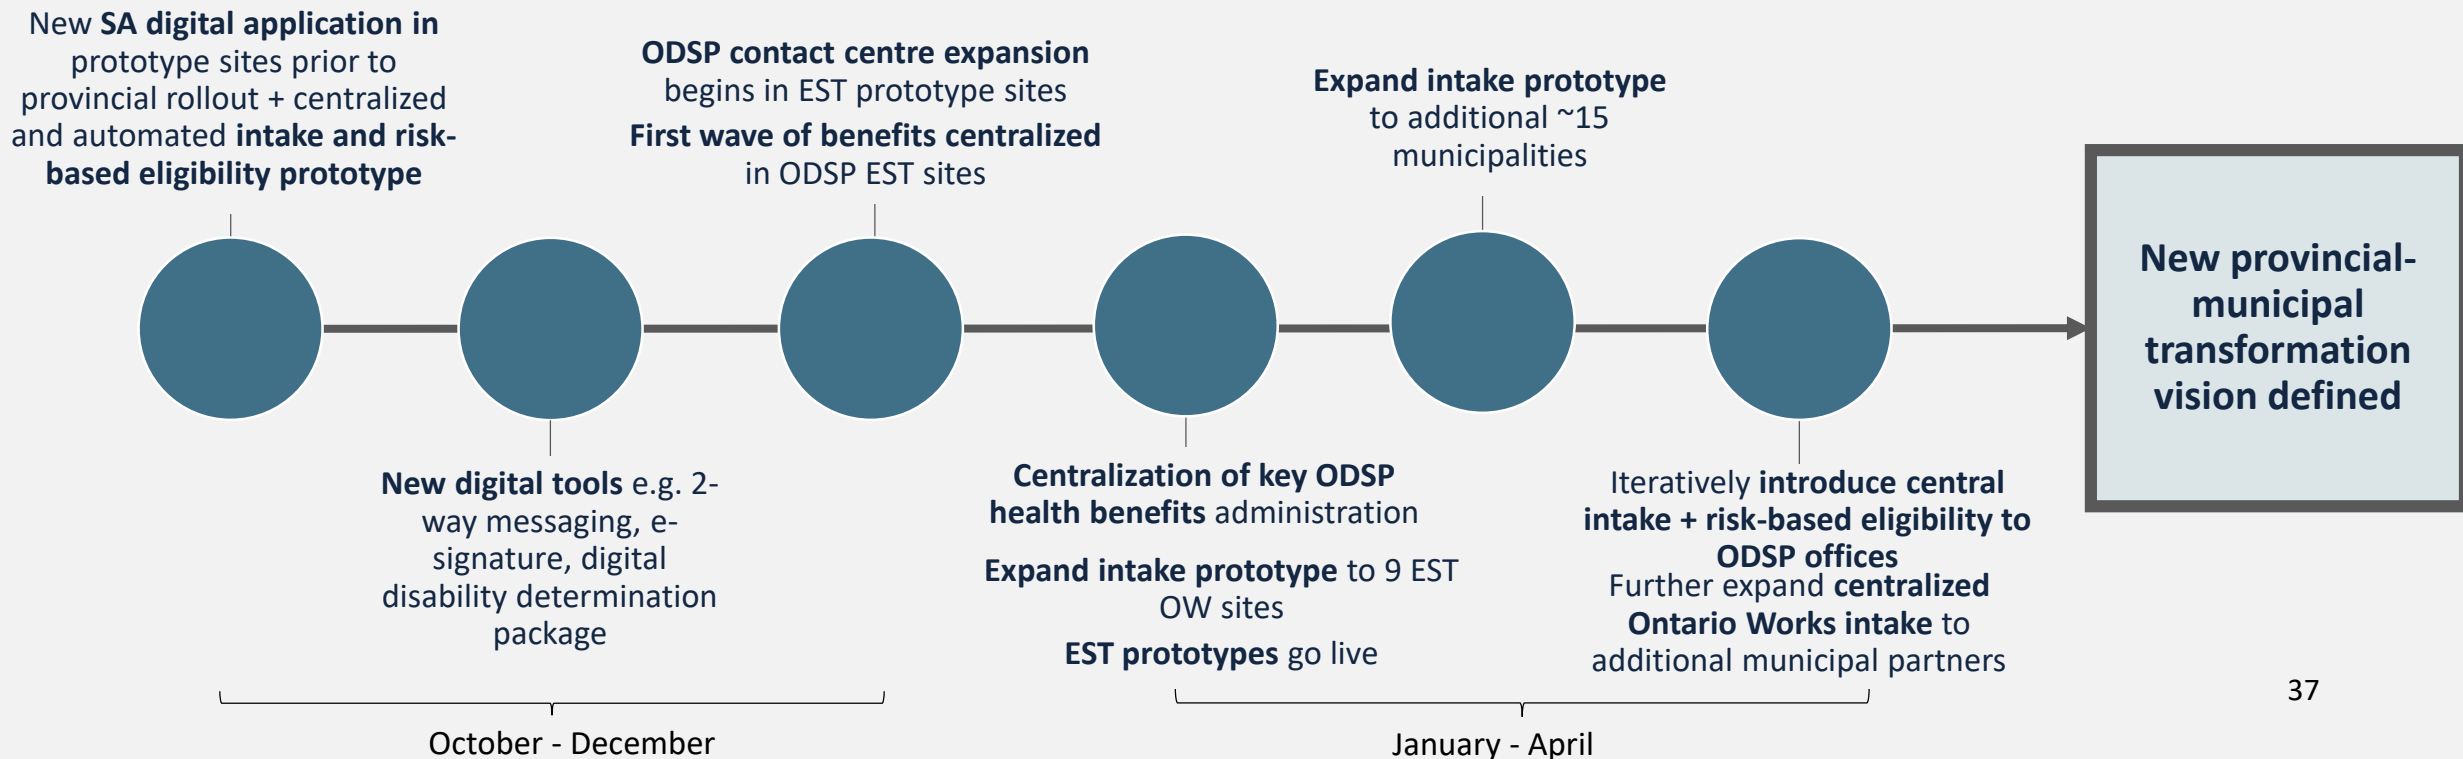 New SA digital application in
prototype sites prior to
provincial rollout + centralized
and automated intake and risk-
based eligibility prototype
New digital tools e.g. 2-
way messaging, e-
signature, digital
disability determination
package
ODSP contact centre expansion
begins in EST prototype sites
First wave of benefits centralized
in ODSP EST sites
Centralization of key ODSP
health benefits administration
Expand intake prototype to 9 EST
OW sites
EST prototypes go live
Expand intake prototype
to additional ~15
municipalities
Iteratively introduce central
intake + risk-based eligibility to
ODSP offices
Further expand centralized
Ontario Works intake to
additional municipal partners
New provincial-
municipal
transformation
vision defined
October - December
January - April
37